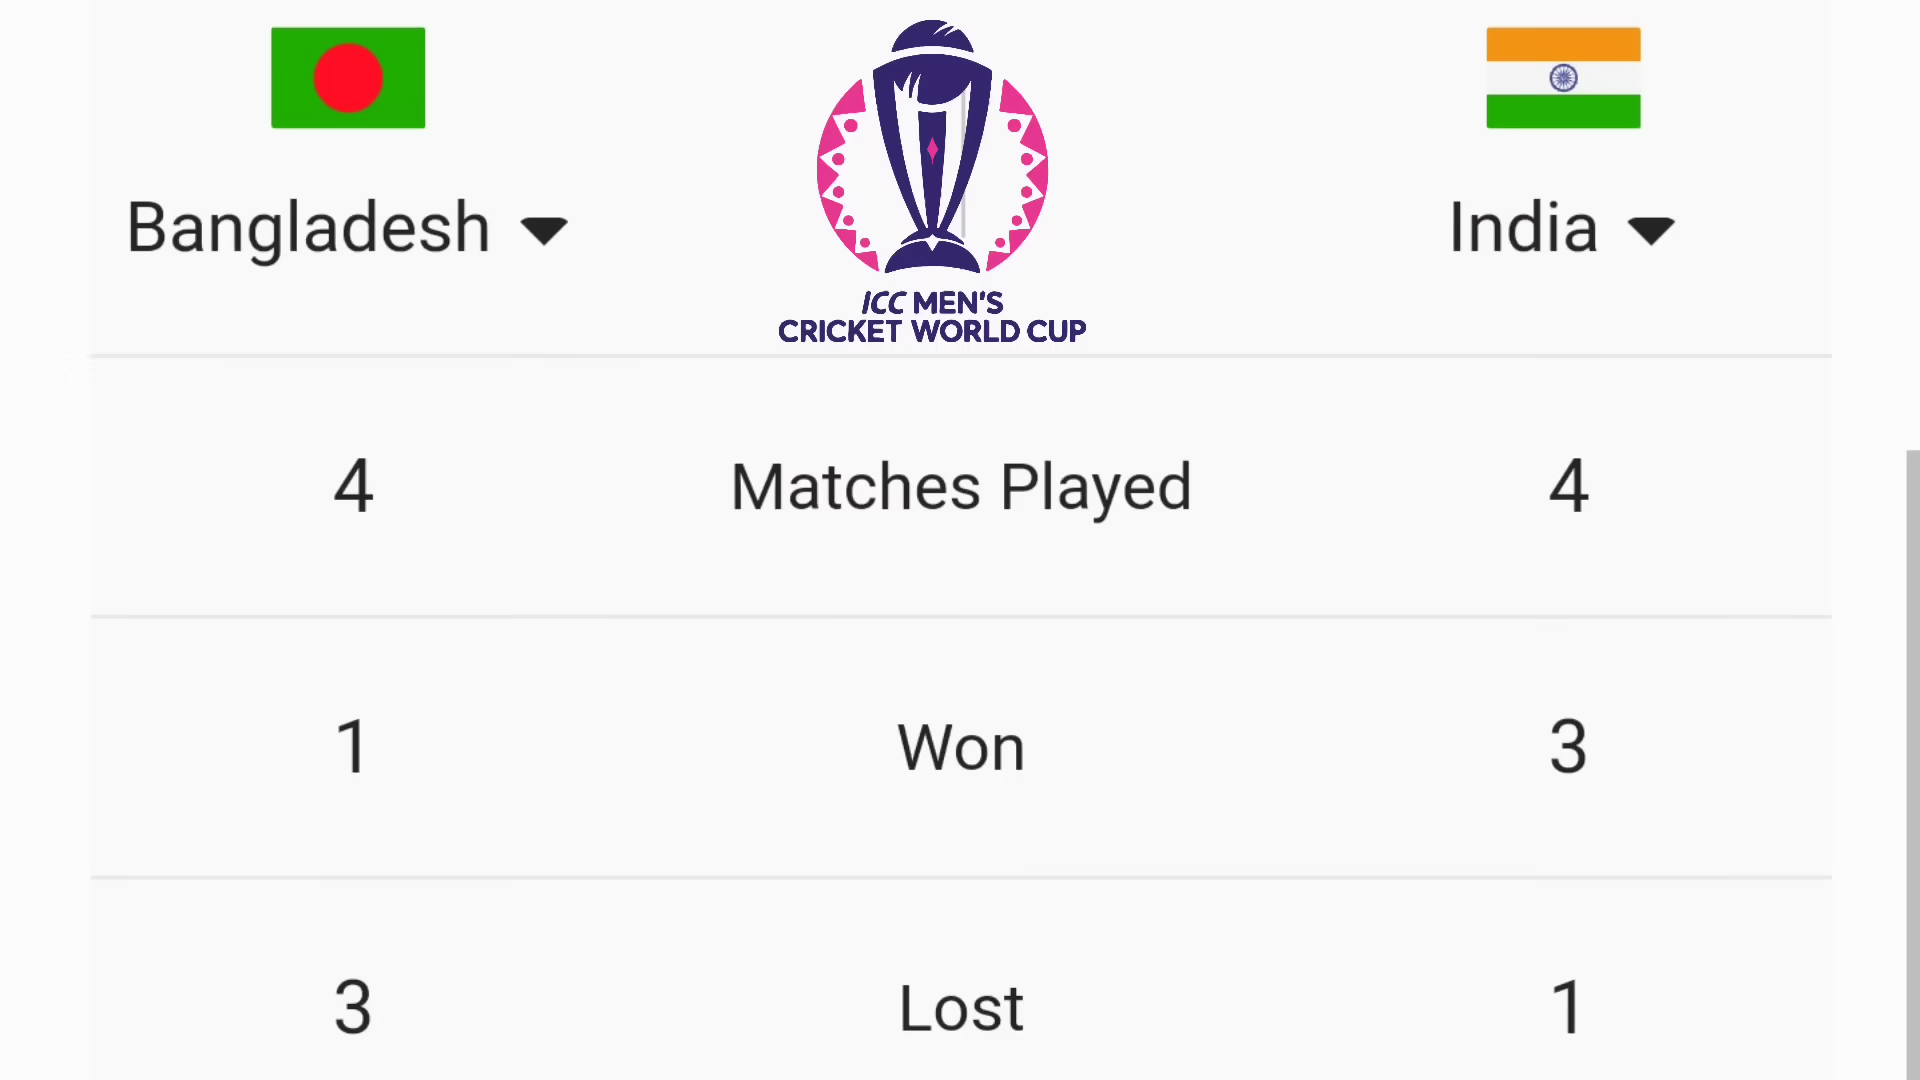 Bangladesh
India
ICC MEN'S
CRICKET WORLD CUP
4 Matches Played 4
1 Won 3
3 Lost 1